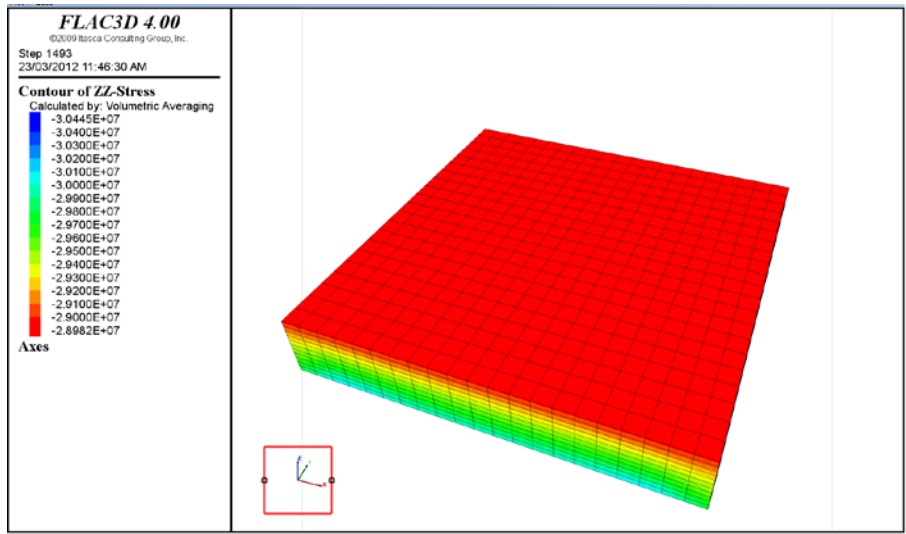 FLAC3D 4.00
©2009 Itasca Consulting Group, Inc.
Step 1493
23/03/2012 11:46:30 AM
Contour of ZZ-Stress
Calculated by: Volumetric Averaging
-3.0445E+07
-3.0400E+07
-3.0300E+07
-3.0200E+07
-3.0100E+07
-3.0000E+07
-2.9900E+07
-2.9800E+07
-2.9700E+07
-2.9600E+07
-2.9500E+07
-2.9400E+07
-2.9300E+07
-2.9200E+07
-2.9100E+07
-2.9000E+07
-2.8982E+07
Axes